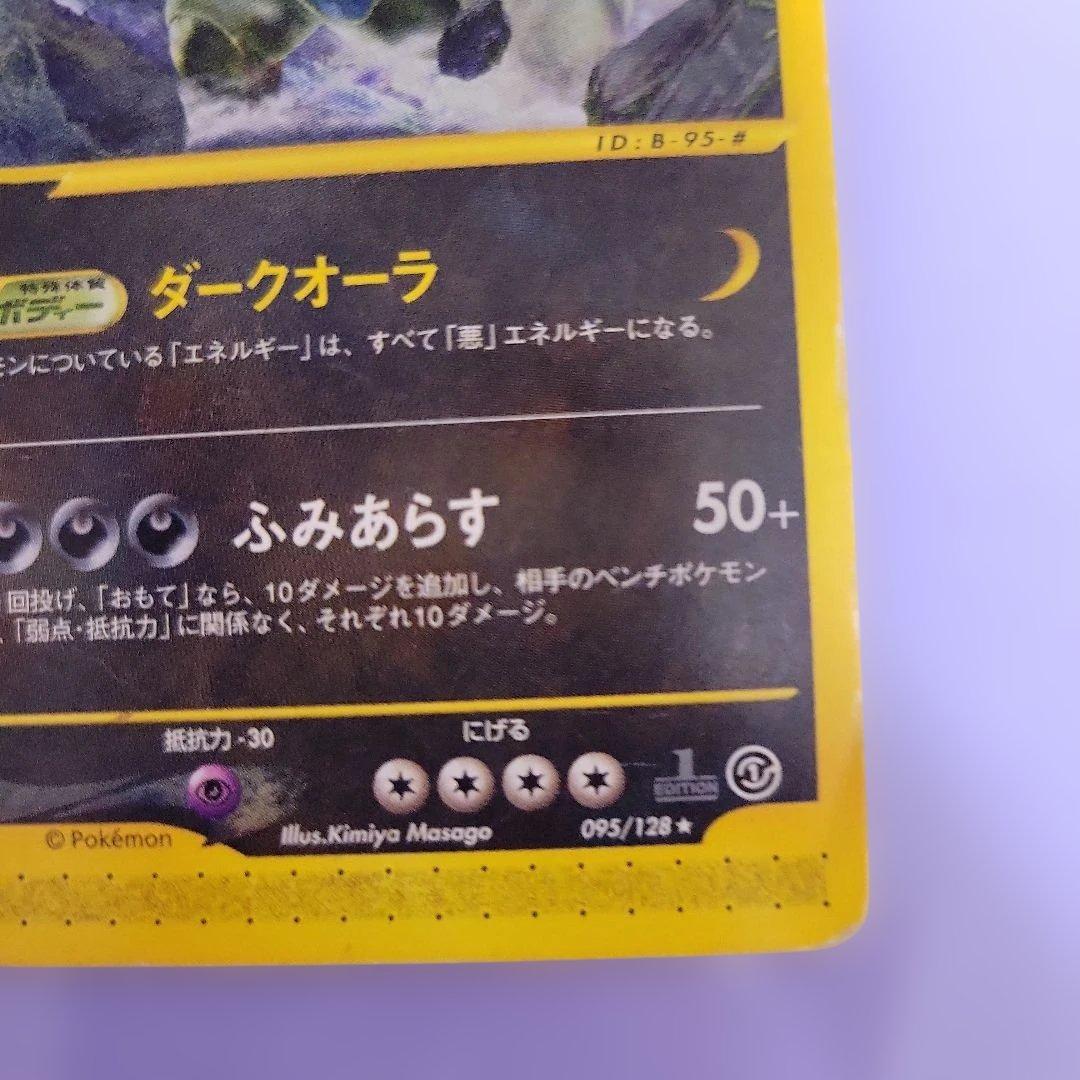 ID:B-95-#
特殊体質
ボディー
ダークオーラ
モンについている「エネルギー」は、すべて「悪」エネルギーになる。
ふみあらす
50+
回投げ、「おもて」なら、10ダメージを追加し、相手のベンチポケモン
、「弱点・抵抗力」に関係なく、それぞれ10ダメージ。
抵抗力 -30
にげる
1
EDITION
©Pokémon
Illus.Kimiya Masago
095/128★